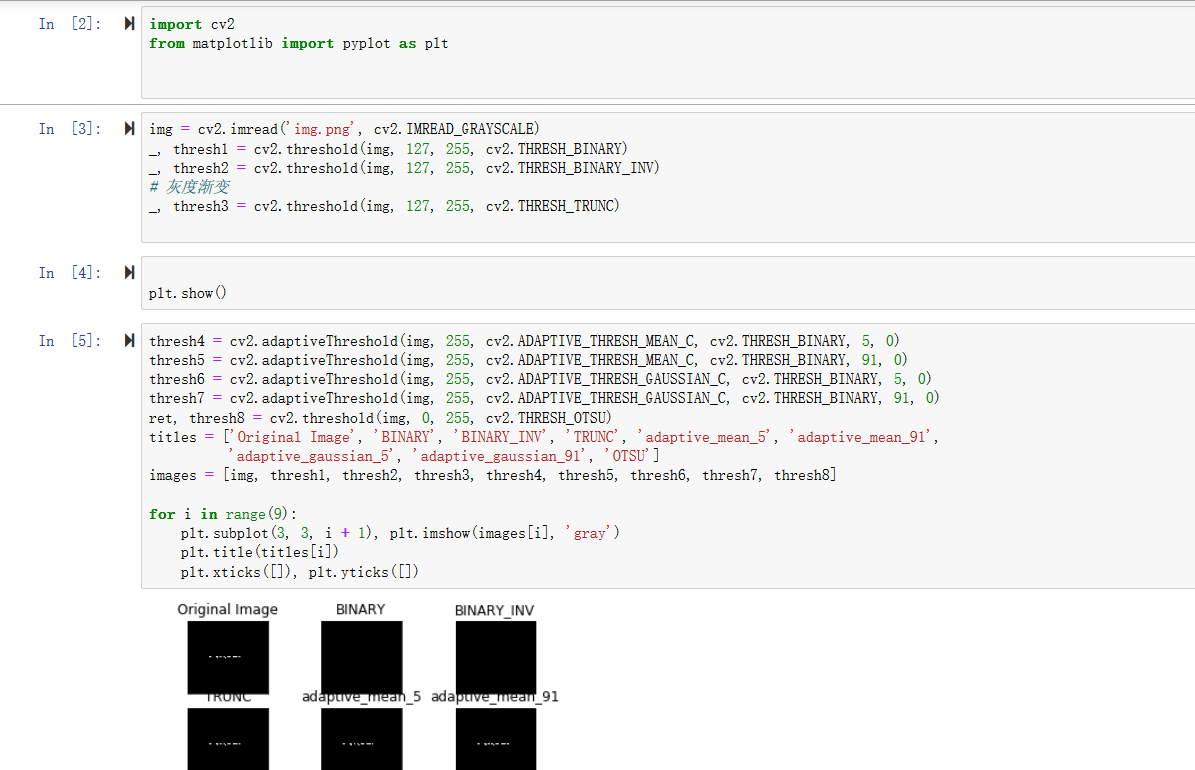 In [2]:
import cv2
from matplotlib import pyplot as plt
In [3]:
img = cv2.imread('img.png', cv2.IMREAD_GRAYSCALE)
_, thresh1 = cv2.threshold(img, 127, 255, cv2.THRESH_BINARY)
_, thresh2 = cv2.threshold(img, 127, 255, cv2.THRESH_BINARY_INV)
# 灰度渐变
_, thresh3 = cv2.threshold(img, 127, 255, cv2.THRESH_TRUNC)
In [4]:
plt.show()
In [5]:
thresh4 = cv2.adaptiveThreshold(img, 255, cv2.ADAPTIVE_THRESH_MEAN_C, cv2.THRESH_BINARY, 5, 0)
thresh5 = cv2.adaptiveThreshold(img, 255, cv2.ADAPTIVE_THRESH_MEAN_C, cv2.THRESH_BINARY, 91, 0)
thresh6 = cv2.adaptiveThreshold(img, 255, cv2.ADAPTIVE_THRESH_GAUSSIAN_C, cv2.THRESH_BINARY, 5, 0)
thresh7 = cv2.adaptiveThreshold(img, 255, cv2.ADAPTIVE_THRESH_GAUSSIAN_C, cv2.THRESH_BINARY, 91, 0)
ret, thresh8 = cv2.threshold(img, 0, 255, cv2.THRESH_OTSU)
titles = ['Original Image', 'BINARY', 'BINARY_INV', 'TRUNC', 'adaptive_mean_5', 'adaptive_mean_91',
'adaptive_gaussian_5', 'adaptive_gaussian_91', 'OTSU']
images = [img, thresh1, thresh2, thresh3, thresh4, thresh5, thresh6, thresh7, thresh8]
for i in range(9):
plt.subplot(3, 3, i + 1), plt.imshow(images[i], 'gray')
plt.title(titles[i])
plt.xticks([]), plt.yticks([])
Original Image BINARY BINARY_INV
TRUNC adaptive_mean_5 adaptive_mean_91